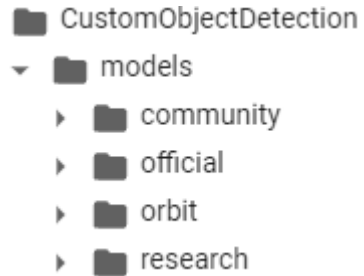 CustomObjectDetection
models
community
official
orbit
research